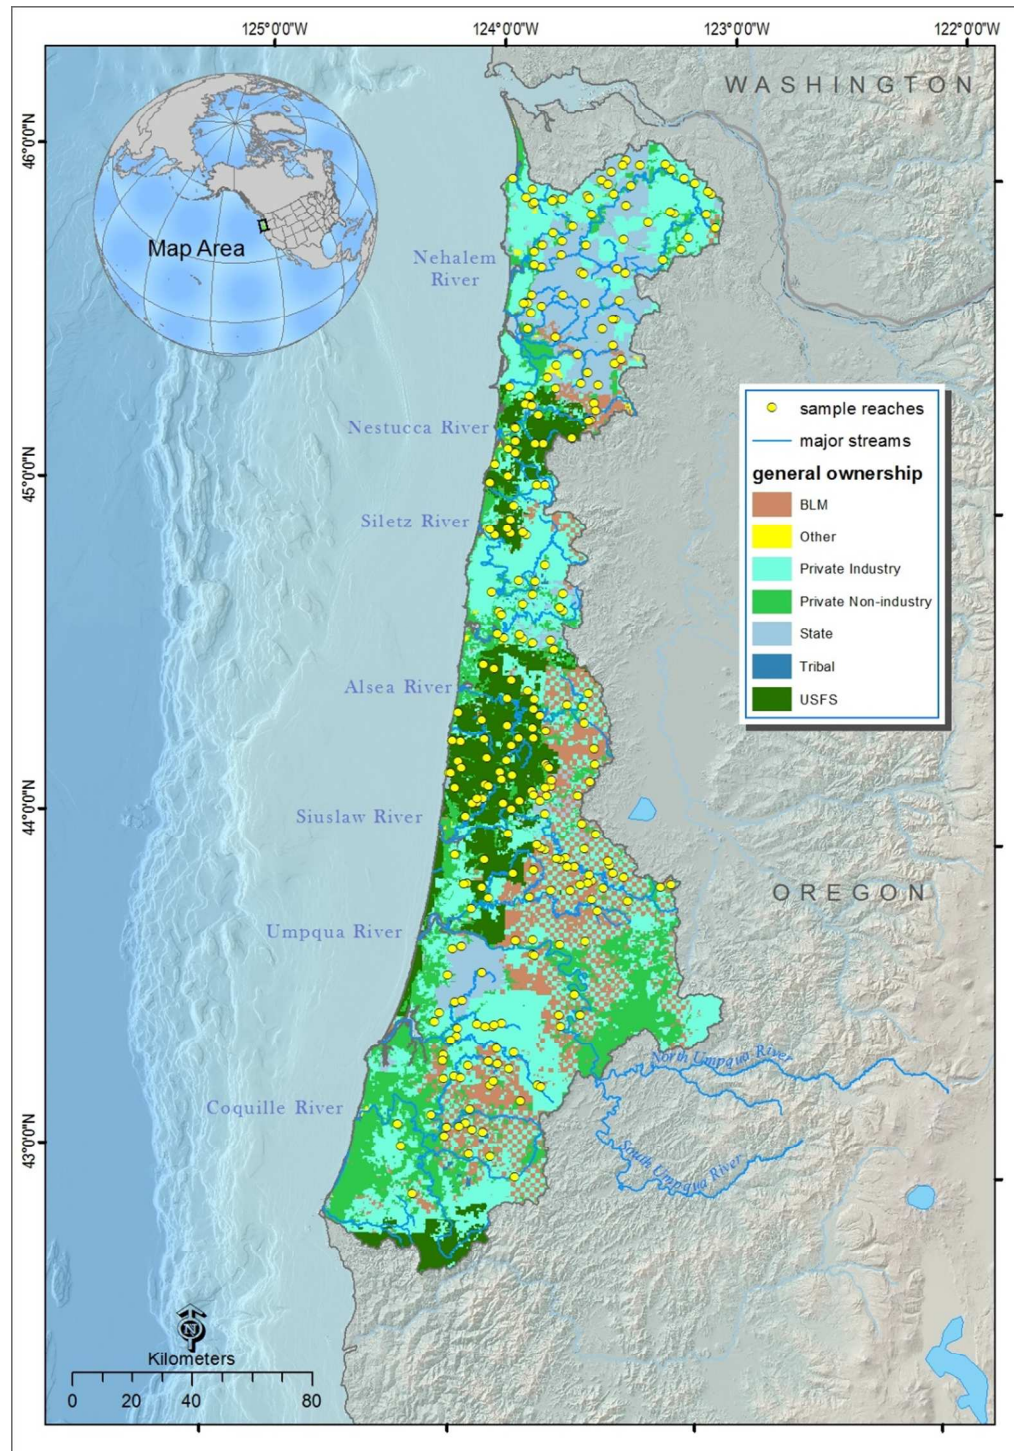 125°0'0"W
124°0'0"W
123°0'0"W
122°0'0"W
WASHINGTON
46°0'0"N
Map Area
Nehalem
River
sample reaches
major streams
general ownership
BLM
Other
Private Industry
Private Non-industry
State
Tribal
USFS
Nestucca River
45°0'0"N
Siletz River
Alsea River
44°0'0"N
Siuslaw River
OREGON
Umpqua River
North Umpqua River
Coquille River
43°0'0"N
South Umpqua River
N
Kilometers
0 20 40 80